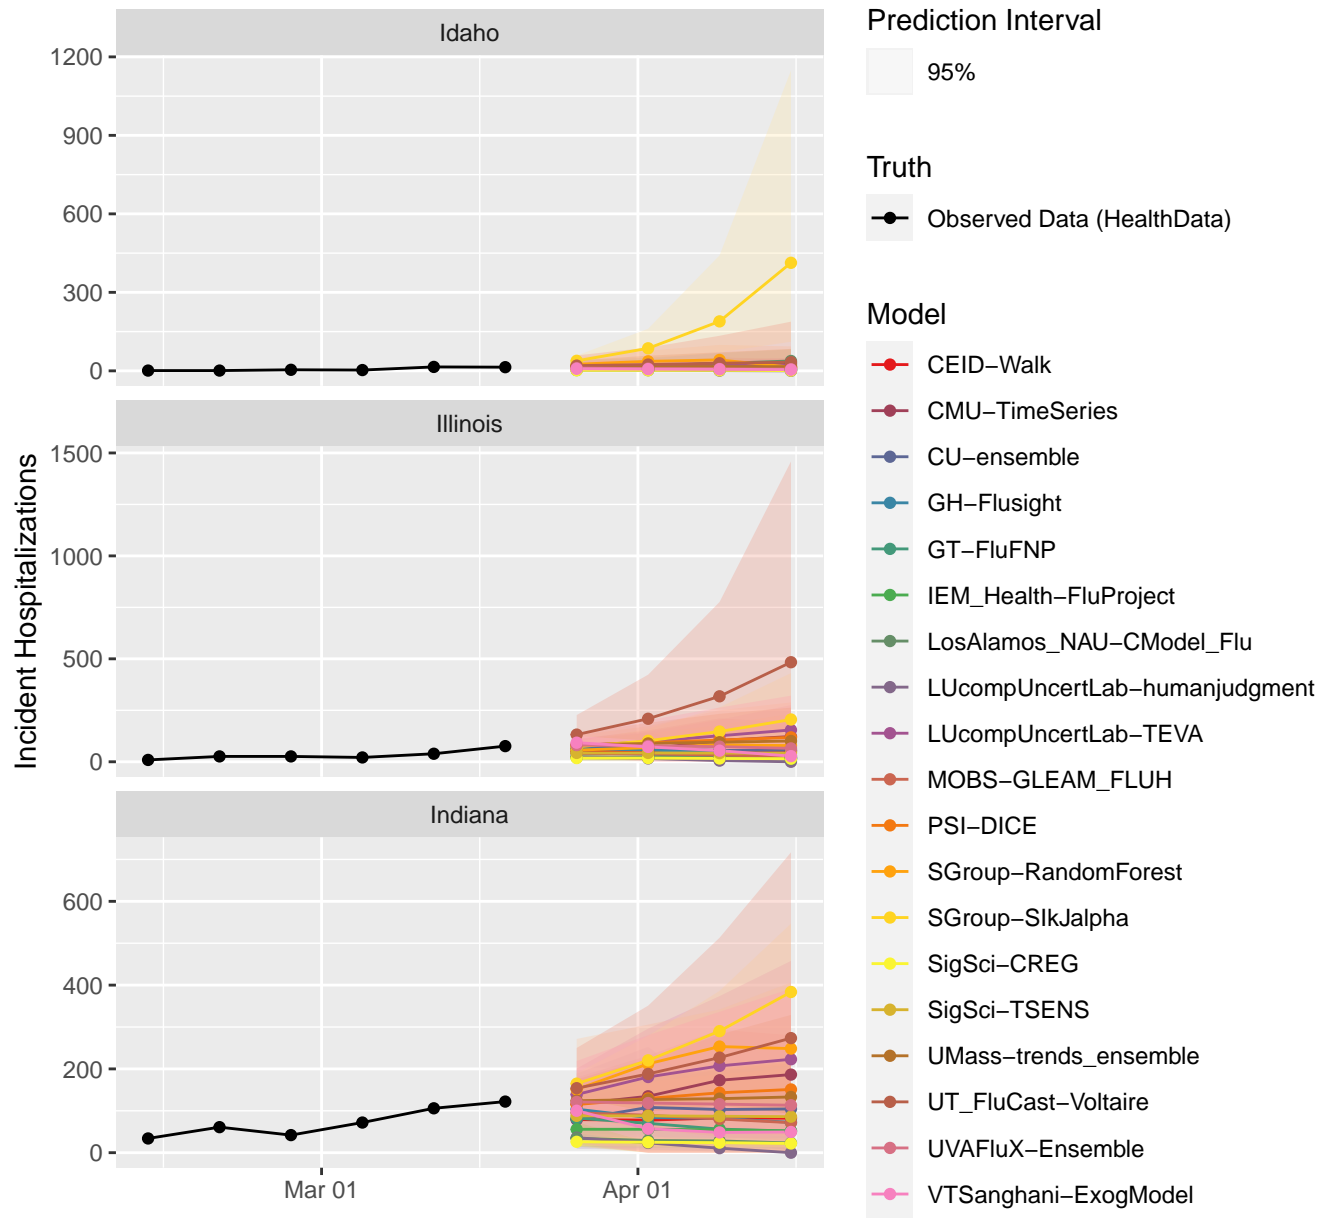 Idaho
1200
900
600
300
0
Illinois
1500
1000
500
0
Indiana
600
400
200
0
Mar 01
Apr 01
Incident Hospitalizations
Prediction Interval
95%
Truth
Observed Data (HealthData)
Model
CEID−Walk
CMU−TimeSeries
CU−ensemble
GH−Flusight
GT−FluFNP
IEM_Health−FluProject
LosAlamos_NAU−CModel_Flu
LUcompUncertLab−humanjudgment
LUcompUncertLab−TEVA
MOBS−GLEAM_FLUH
PSI−DICE
SGroup−RandomForest
SGroup−SIkJalpha
SigSci−CREG
SigSci−TSENS
UMass−trends_ensemble
UT_FluCast−Voltaire
UVAFluX−Ensemble
VTSanghani−ExogModel